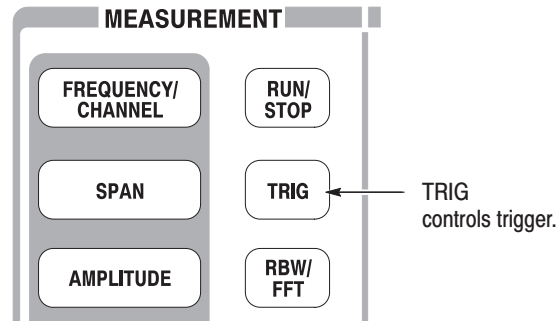 MEASUREMENT
FREQUENCY/
CHANNEL
RUN/
STOP
SPAN
TRIG
TRIG
controls trigger.
AMPLITUDE
RBW/
FFT